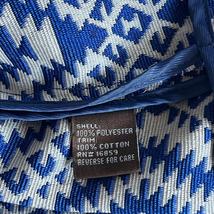 SHELL:
100% POLYESTER
TRIM:
100% COTTON
RN# 16859
REVERSE FOR CARE